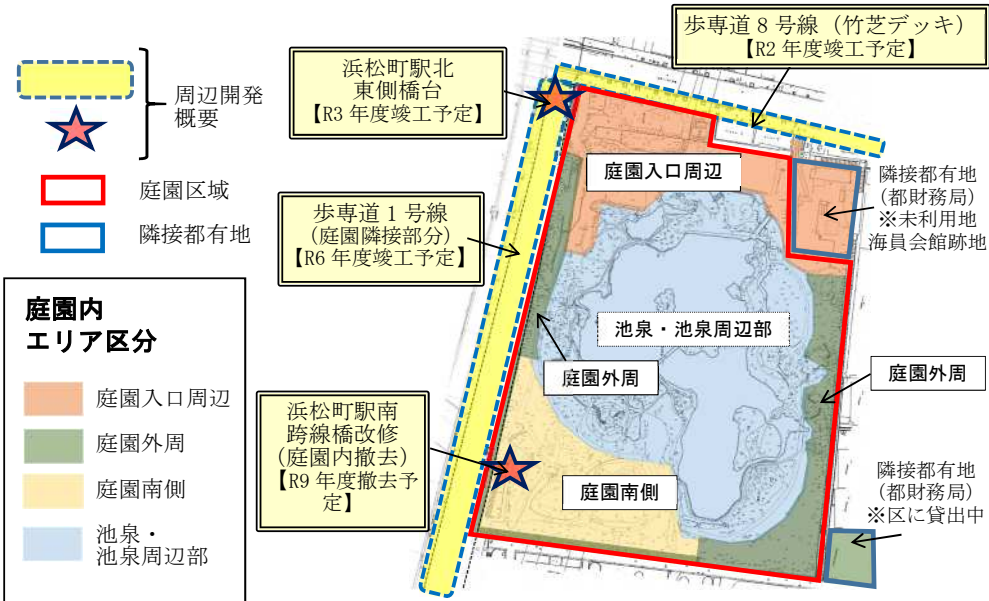 周辺開発
概要
庭園区域
隣接都有地
庭園内
エリア区分
庭園入口周辺
庭園外周
庭園南側
池泉・
池泉周辺部
浜松町駅北
東側橋台
【R3 年度竣工予定】
歩専道８号線（竹芝デッキ）
【R2 年度竣工予定】
歩専道１号線
(庭園隣接部分)
【R6 年度竣工予定】
浜松町駅南
跨線橋改修
(庭園内撤去)
【R9 年度撤去予
定】
庭園入口周辺
池泉・池泉周辺部
庭園外周
庭園外周
庭園南側
隣接都有地
(都財務局)
※未利用地
海員会館跡地
隣接都有地
(都財務局)
※区に貸出中